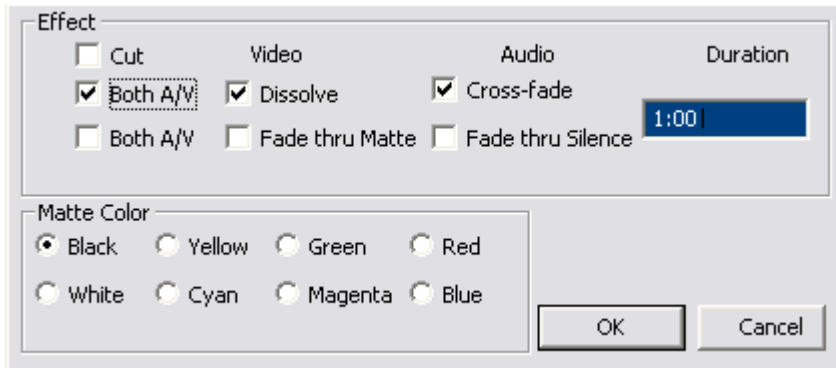 Effect
Cut Video Audio Duration
Both A/V Dissolve Cross-fade
1:00
Both A/V Fade thru Matte Fade thru Silence
Matte Color
Black Yellow Green Red
White Cyan Magenta Blue
OK Cancel